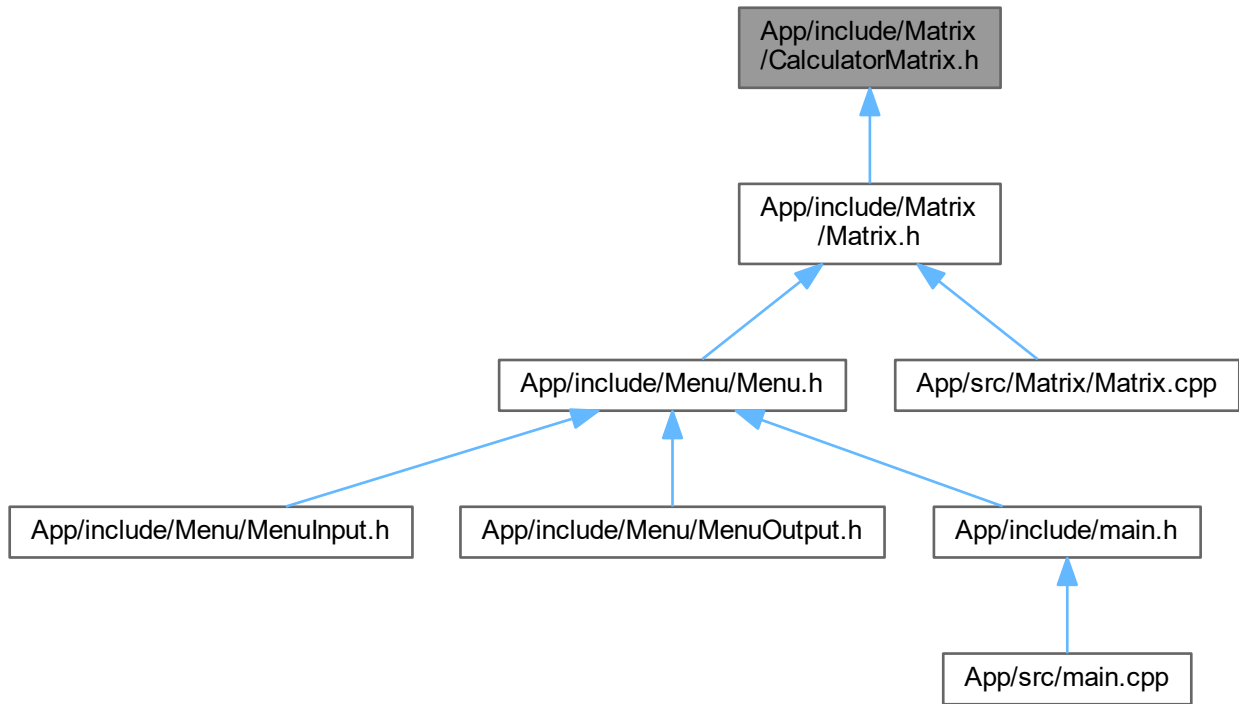 App/include/Matrix
/CalculatorMatrix.h
App/include/Matrix
/Matrix.h
App/include/Menu/Menu.h
App/src/Matrix/Matrix.cpp
App/include/Menu/MenuInput.h
App/include/Menu/MenuOutput.h
App/include/main.h
App/src/main.cpp